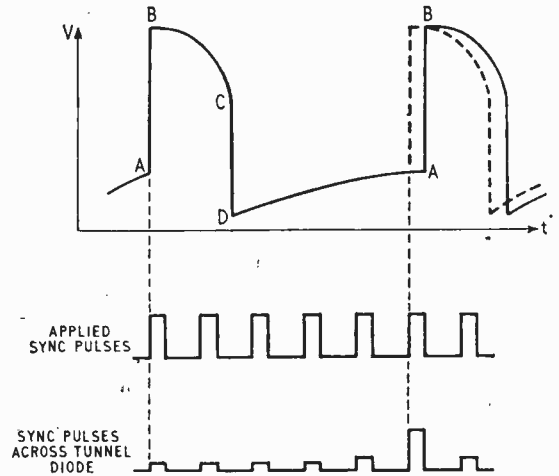 B
B
V
C
A
A
D
t
APPLIED
SYNC PULSES
SYNC PULSES
ACROSS TUNNEL
DIODE